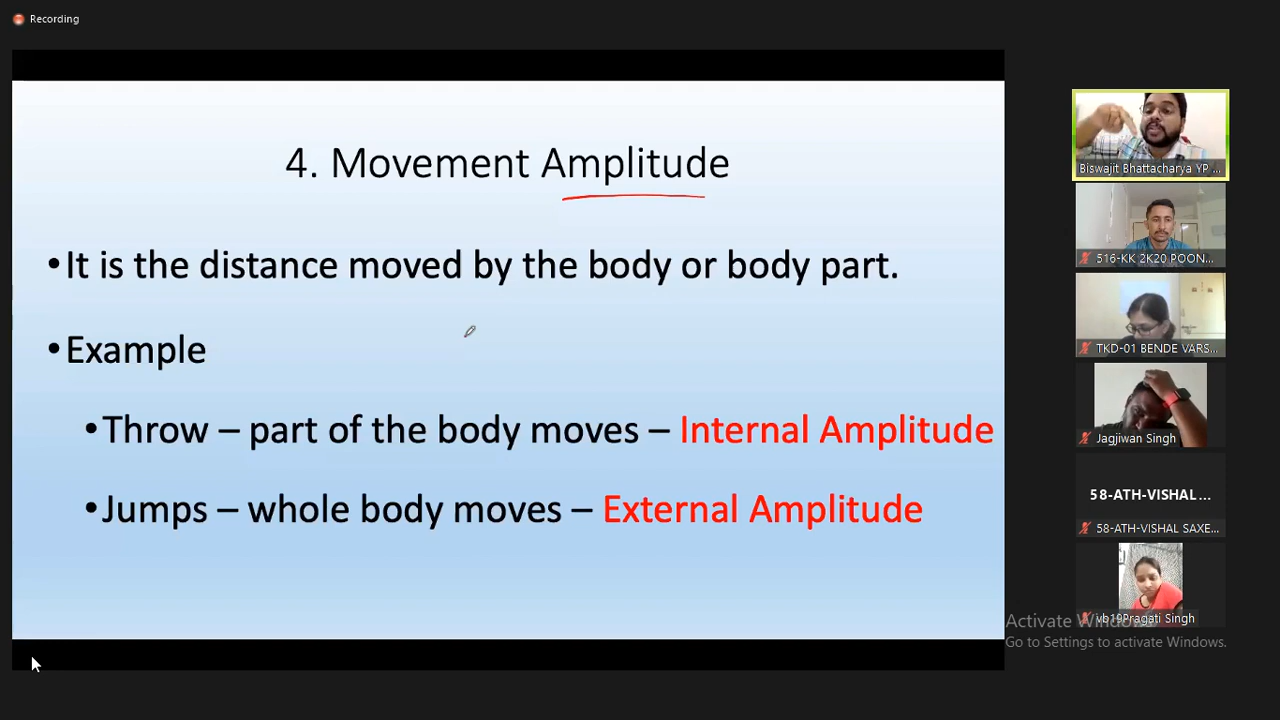 Recording
4. Movement Amplitude
•It is the distance moved by the body or body part.
•Example
•Throw – part of the body moves – Internal Amplitude
•Jumps – whole body moves – External Amplitude
Biswajit Bhattacharya YP ...
516-KK 2K20 POON...
TKD-01 BENDE VARS...
Jagjiwan Singh
58-ATH-VISHAL ...
58-ATH-VISHAL SAXE...
vb19Pragati Singh
Activate Windows
Go to Settings to activate Windows.